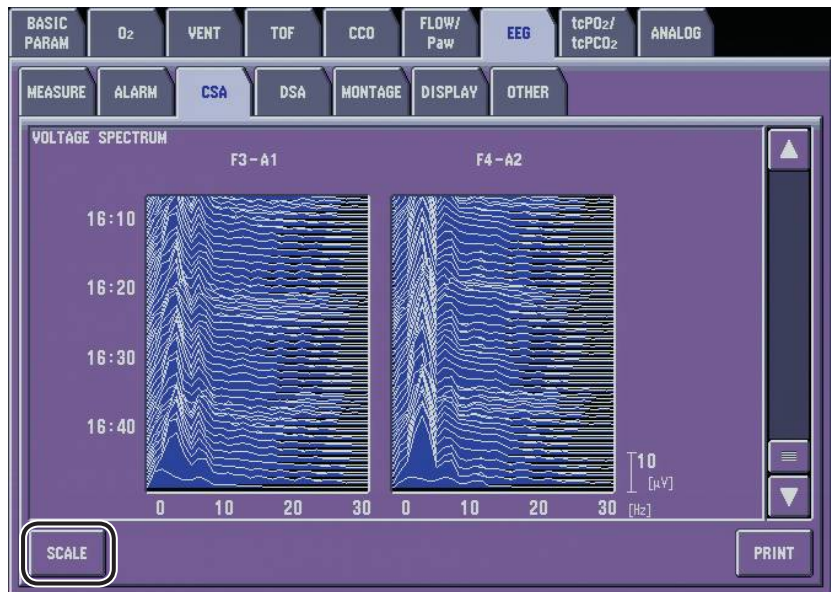 BASIC PARAM O₂ VENT TOF CCO FLOW/ Paw EEG tcPO₂/ tcPCO₂ ANALOG
MEASURE ALARM CSA DSA MONTAGE DISPLAY OTHER
VOLTAGE SPECTRUM
F3-A1 F4-A2
16:10
16:20
16:30
16:40
10
[μV]
0 10 20 30 0 10 20 30 [Hz]
SCALE PRINT